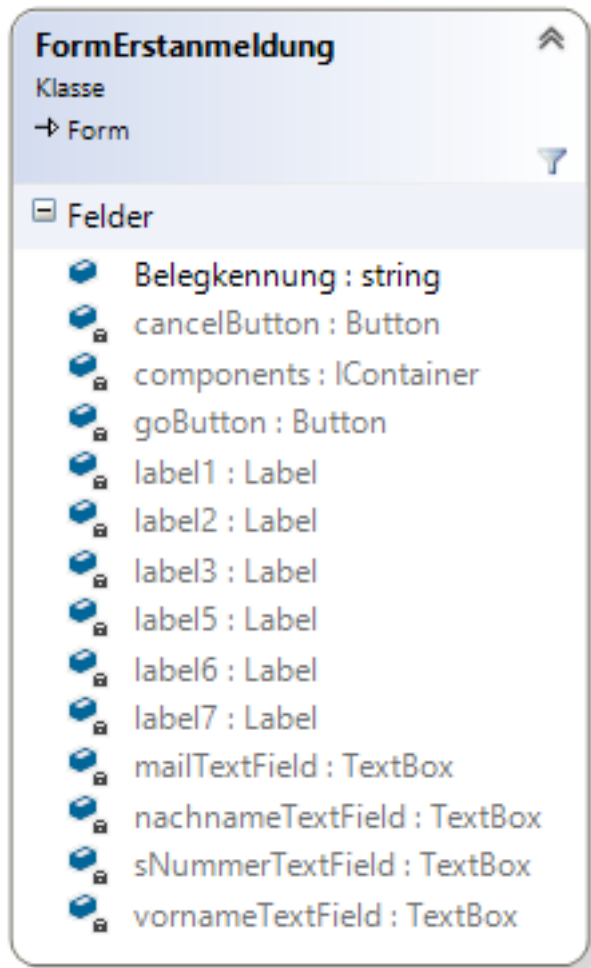 FormErstanmeldung
Klasse
Form
Felder
Belegkennung : string
cancelButton : Button
components : IContainer
goButton : Button
label1 : Label
label2 : Label
label3 : Label
label5 : Label
label6 : Label
label7 : Label
mailTextField : TextBox
nachnameTextField : TextBox
sNummerTextField : TextBox
vornameTextField : TextBox